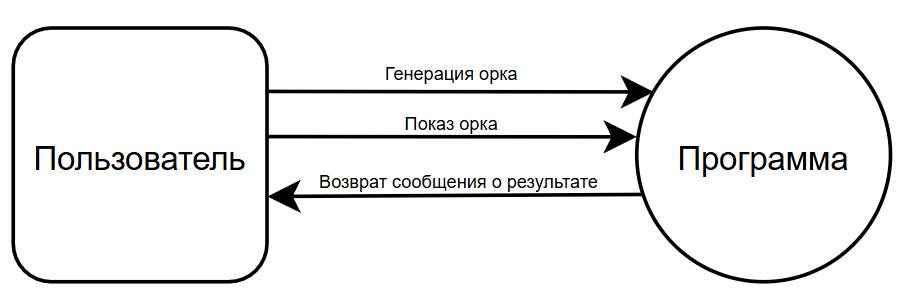 Генерация орка
Показ орка
Пользователь
Программа
Возврат сообщения о результате